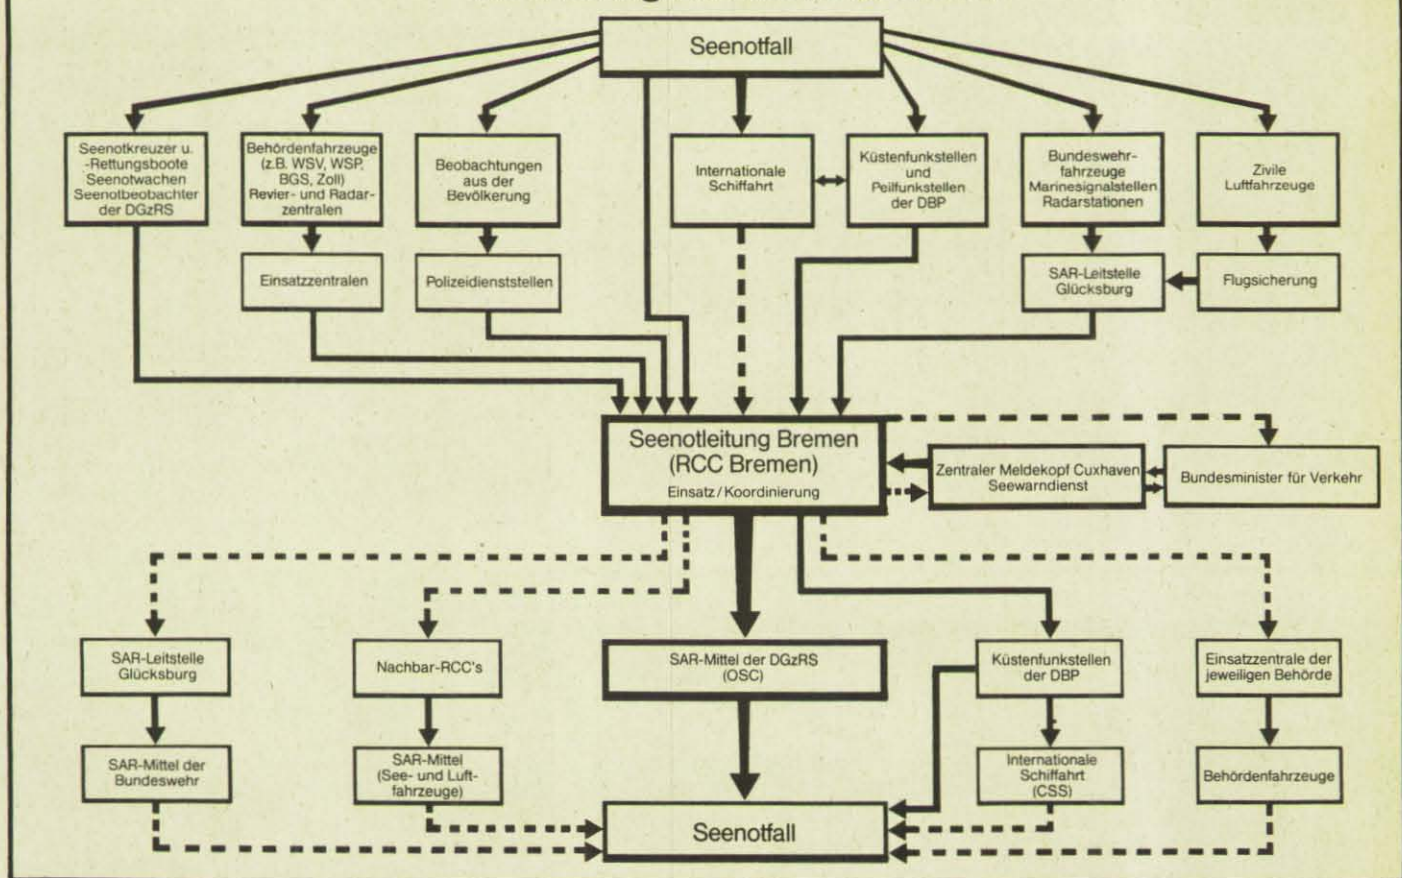 Seenotfall
Seenotkreuzer u.
-Rettungsboote
Seenotwachen
Seenotbeobachter
der DGzRS
Behördenfahrzeuge
(z.B. WSV, WSP,
BGS, Zoll)
Revier- und Radar-
zentralen
Beobachtungen
aus der
Bevölkerung
Internationale
Schiffahrt
Küstenfunkstellen
und
Peilfunkstellen
der DBP
Bundeswehr-
fahrzeuge
Marinesignalstellen
Radarstationen
Zivile
Luftfahrzeuge
Einsatzzentralen
Polizeidienststellen
SAR-Leitstelle
Glücksburg
Flugsicherung
Seenotleitung Bremen
(RCC Bremen)
Einsatz/Koordinierung
Zentraler Meldekopf Cuxhaven
Seewarndienst
Bundesminister für Verkehr
SAR-Leitstelle
Glücksburg
Nachbar-RCC's
SAR-Mittel der DGzRS
(OSC)
Küstenfunkstellen
der DBP
Einsatzzentrale der
jeweiligen Behörde
SAR-Mittel der
Bundeswehr
SAR-Mittel
(See- und Luft-
fahrzeuge)
Internationale
Schiffahrt
(CSS)
Behördenfahrzeuge
Seenotfall